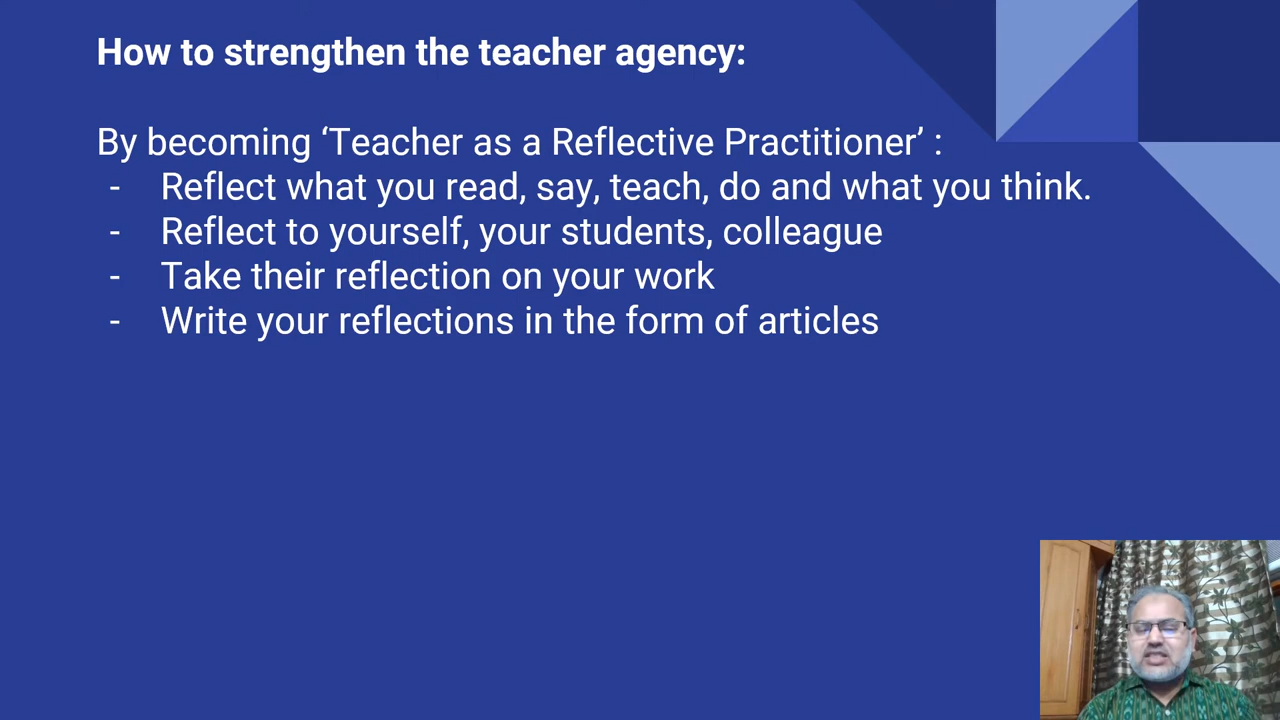 How to strengthen the teacher agency:
By becoming ‘Teacher as a Reflective Practitioner’ :
- Reflect what you read, say, teach, do and what you think.
- Reflect to yourself, your students, colleague
- Take their reflection on your work
- Write your reflections in the form of articles